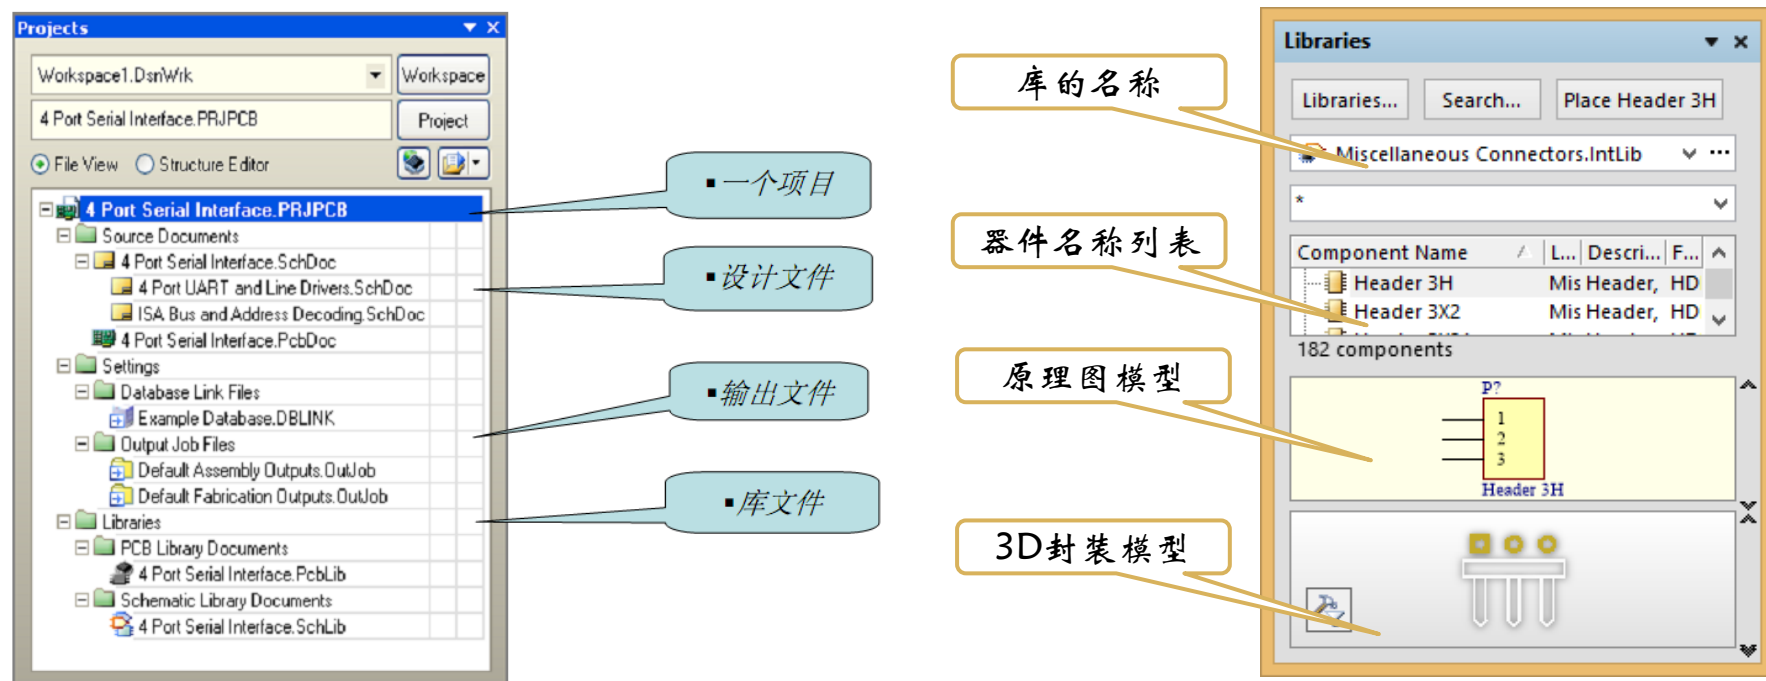 Projects
Workspace1.DsnWrk
Workspace
4 Port Serial Interface.PRJPCB
Project
File View
Structure Editor
4 Port Serial Interface.PRJPCB
Source Documents
4 Port Serial Interface.SchDoc
4 Port UART and Line Drivers.SchDoc
ISA Bus and Address Decoding.SchDoc
4 Port Serial Interface.PcbDoc
Settings
Database Link Files
Example Database.DBLINK
Output Job Files
Default Assembly Outputs.OutJob
Default Fabrication Outputs.OutJob
Libraries
PCB Library Documents
4 Port Serial Interface.PcbLib
Schematic Library Documents
4 Port Serial Interface.SchLib
▪一个项目
▪设计文件
▪输出文件
▪库文件
库的名称
器件名称列表
原理图模型
3D封装模型
Libraries
Libraries...
Search...
Place Header 3H
Miscellaneous Connectors.IntLib
*
Component Name
L...
Descri...
F...
Header 3H
Mis Header, HD
Header 3X2
Mis Header, HD
182 components
P?
1
2
3
Header 3H